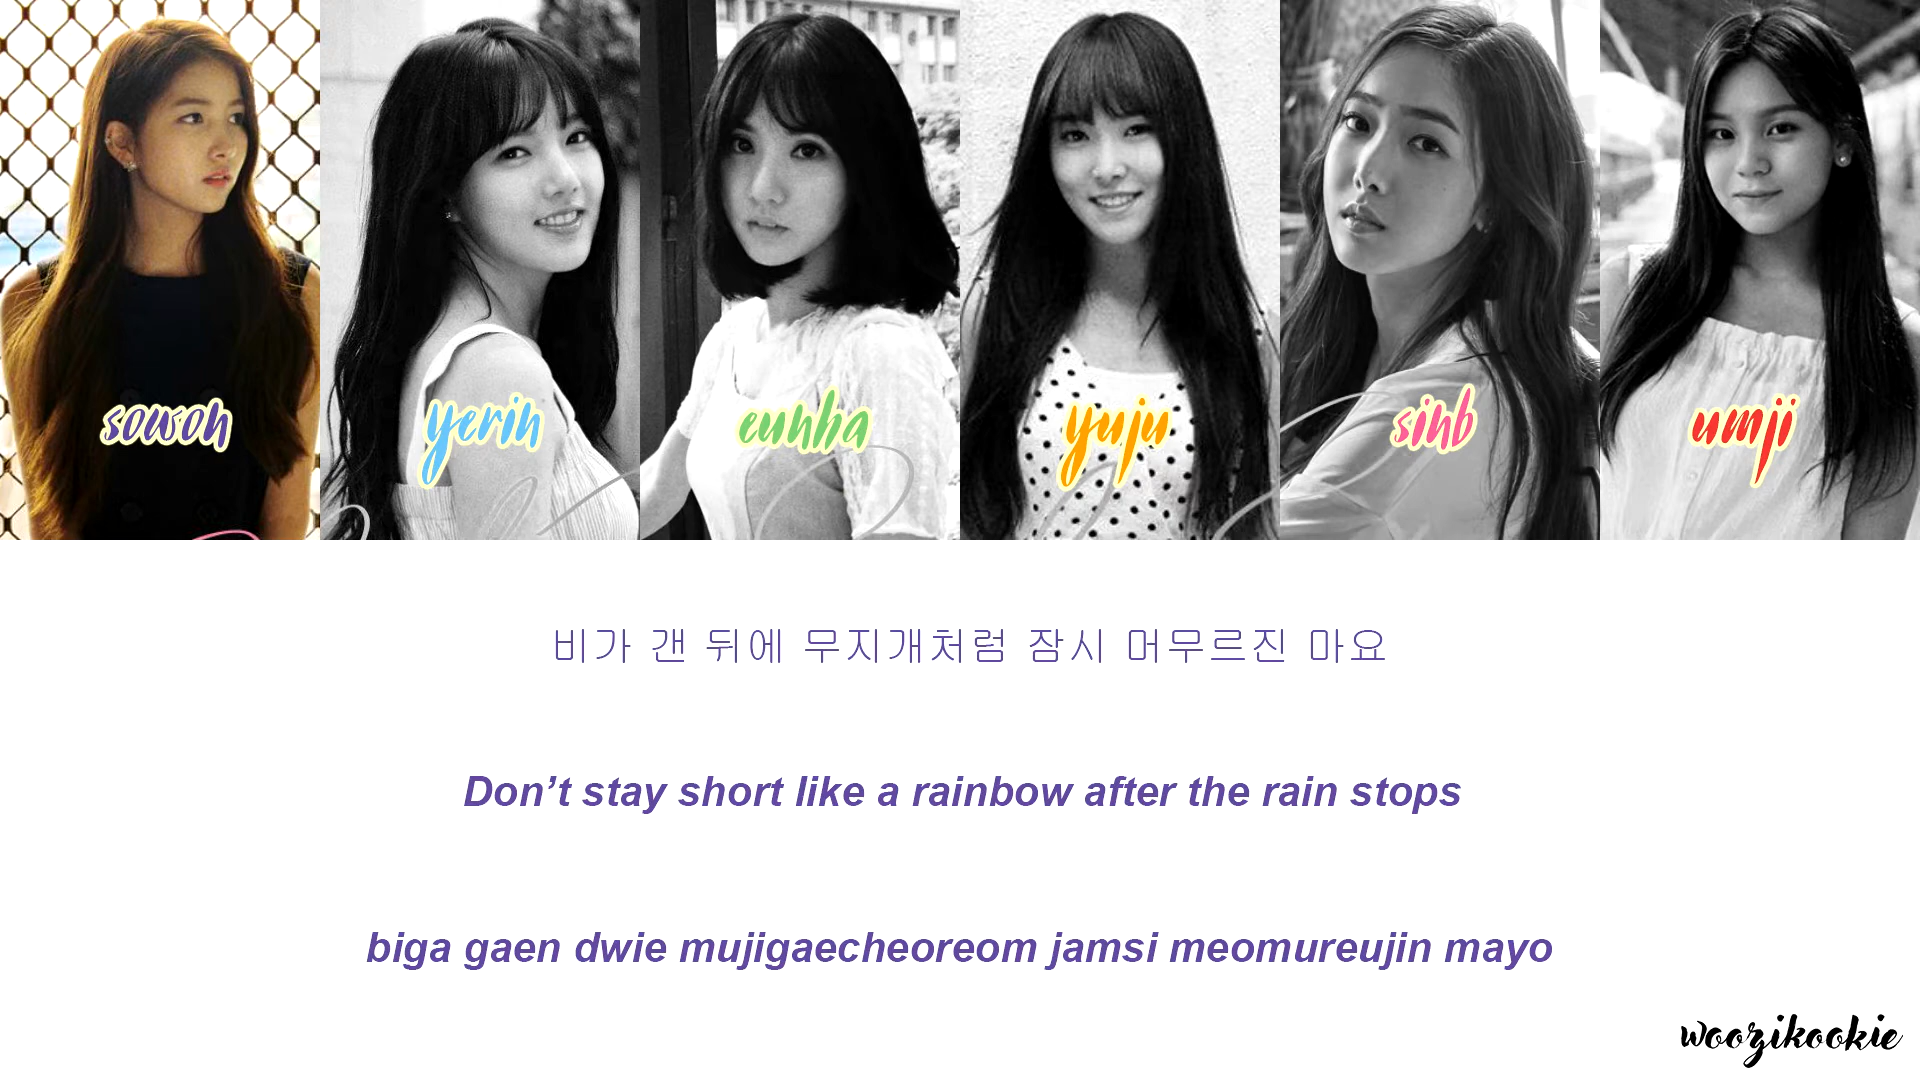 sowon
yerin
eunha
yuju
sinb
umji
비가 갠 뒤에 무지개처럼 잠시 머무르진 마요
Don’t stay short like a rainbow after the rain stops
biga gaen dwie mujigaecheoreom jamsi meomureujin mayo
woozikookie